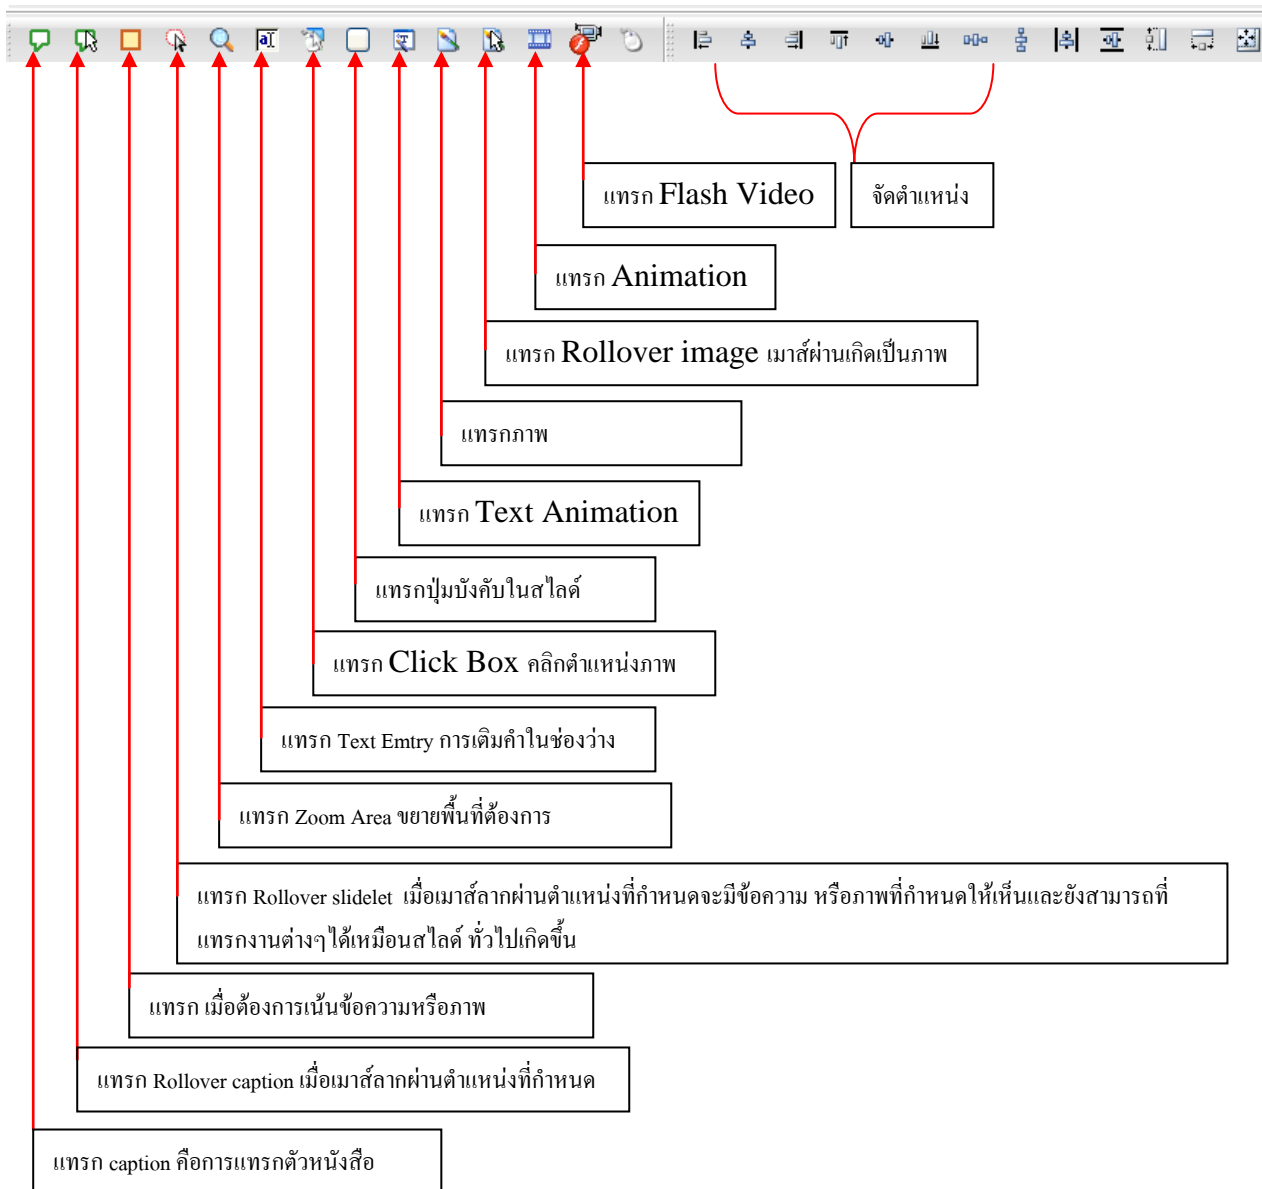 แทรก Flash Video
จัดตำแหน่ง
แทรก Animation
แทรก Rollover image เมาส์ผ่านเกิดเป็นภาพ
แทรกภาพ
แทรก Text Animation
แทรกปุ่มบังคับในสไลด์
แทรก Click Box คลิกตำแหน่งภาพ
แทรก Text Emtry การเติมคำในช่องว่าง
แทรก Zoom Area ขยายพื้นที่ต้องการ
แทรก Rollover slidelet เมื่อเมาส์ลากผ่านตำแหน่งที่กำหนดจะมีข้อความ หรือภาพที่กำหนดให้เห็นและยังสามารถที่
แทรกงานต่างๆได้เหมือนสไลด์ ทั่วไปเกิดขึ้น
แทรก เมื่อต้องการเน้นข้อความหรือภาพ
แทรก Rollover caption เมื่อเมาส์ลากผ่านตำแหน่งที่กำหนด
แทรก caption คือการแทรกตัวหนังสือ